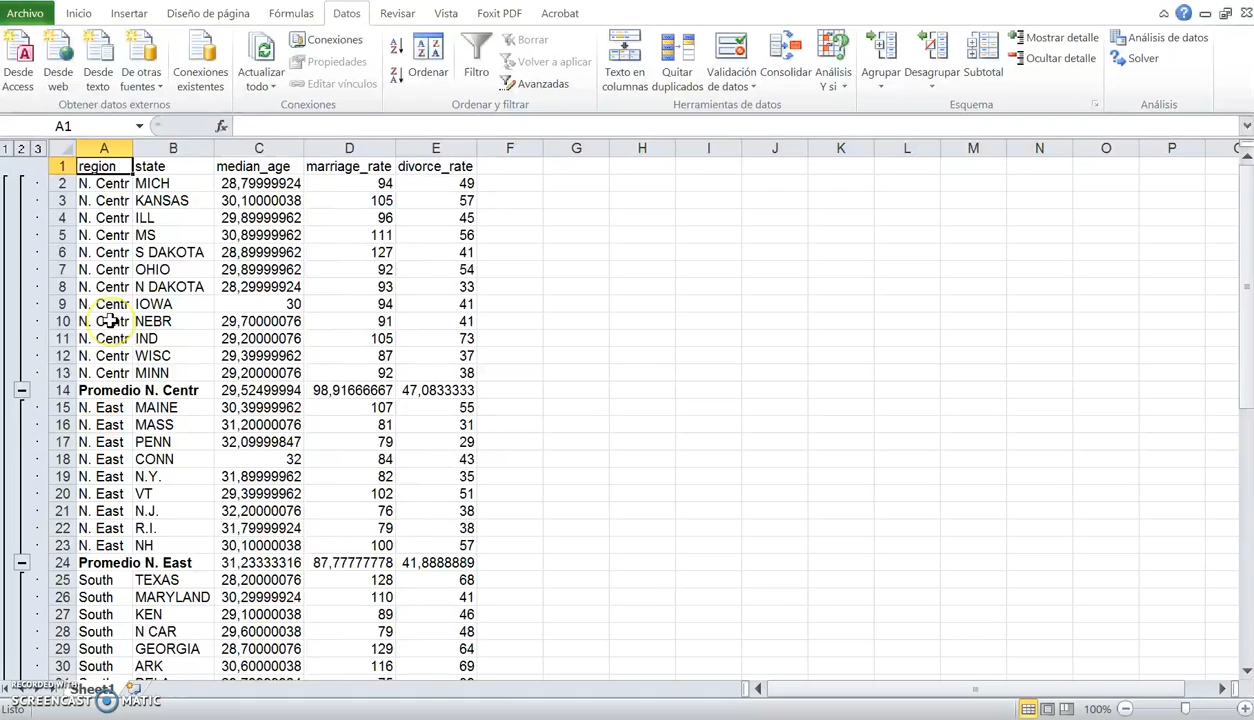 Archivo Inicio Insertar Diseño de página Fórmulas Datos Revisar Vista Foxit PDF Acrobat
Desde Access
Desde web
Desde texto
De otras fuentes
Conexiones existentes
Obtener datos externos
Actualizar todo
Conexiones
Propiedades
Editar vínculos
Conexiones
Ordenar
Filtro
Borrar
Volver a aplicar
Avanzadas
Ordenar y filtrar
Texto en columnas
Quitar duplicados
Validación de datos
Consolidar
Análisis Y si
Herramientas de datos
Agrupar
Desagrupar
Subtotal
Mostrar detalle
Ocultar detalle
Esquema
Análisis de datos
Solver
Análisis
A1 fx
1 2 3 A B C D E F G H I J K L M N O P
1 region state median_age marriage_rate divorce_rate
2 N. Centr MICH 28,79999924 94 49
3 N. Centr KANSAS 30,10000038 105 57
4 N. Centr ILL 29,89999962 96 45
5 N. Centr MS 30,89999962 111 56
6 N. Centr S DAKOTA 28,89999962 127 41
7 N. Centr OHIO 29,89999962 92 54
8 N. Centr N DAKOTA 28,29999924 93 33
9 N. Centr IOWA 30 94 41
10 N. Centr NEBR 29,70000076 91 41
11 N. Centr IND 29,20000076 105 73
12 N. Centr WISC 29,39999962 87 37
13 N. Centr MINN 29,20000076 92 38
14 Promedio N. Centr 29,52499994 98,91666667 47,0833333
15 N. East MAINE 30,39999962 107 55
16 N. East MASS 31,20000076 81 31
17 N. East PENN 32,09999847 79 29
18 N. East CONN 32 84 43
19 N. East N.Y. 31,89999962 82 35
20 N. East VT 29,39999962 102 51
21 N. East N.J. 32,20000076 76 38
22 N. East R.I. 31,79999924 79 38
23 N. East NH 30,10000038 100 57
24 Promedio N. East 31,23333316 87,77777778 41,8888889
25 South TEXAS 28,20000076 128 68
26 South MARYLAND 30,29999924 110 41
27 South KEN 29,10000038 89 46
28 South N CAR 29,60000038 79 48
29 South GEORGIA 28,70000076 129 64
30 South ARK 30,60000038 116 69
Sheet1
RECORDED WITH
SCREENCAST MATIC
Listo 100%